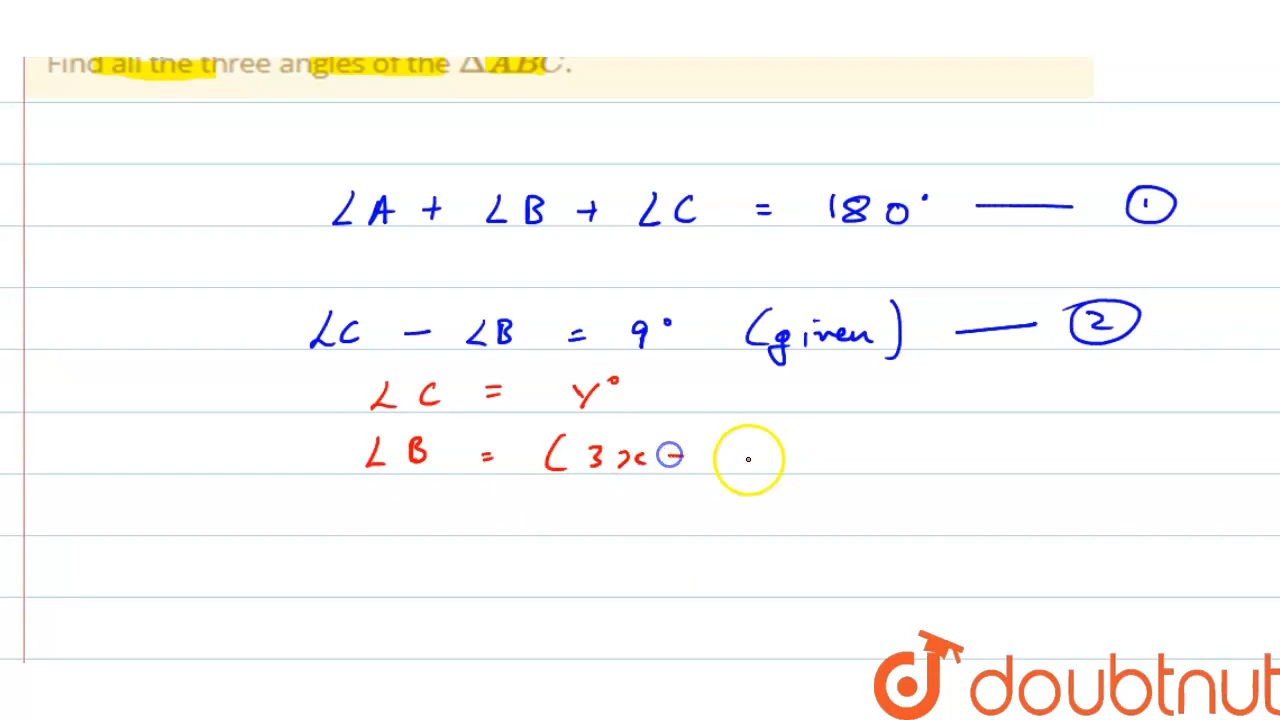 Find all the three angles of the ΔABC.
∠A + ∠B + ∠C = 180° — ①
∠C − ∠B = 9° (given) — ②
∠C = y°
∠B = (3x −
doubtnut